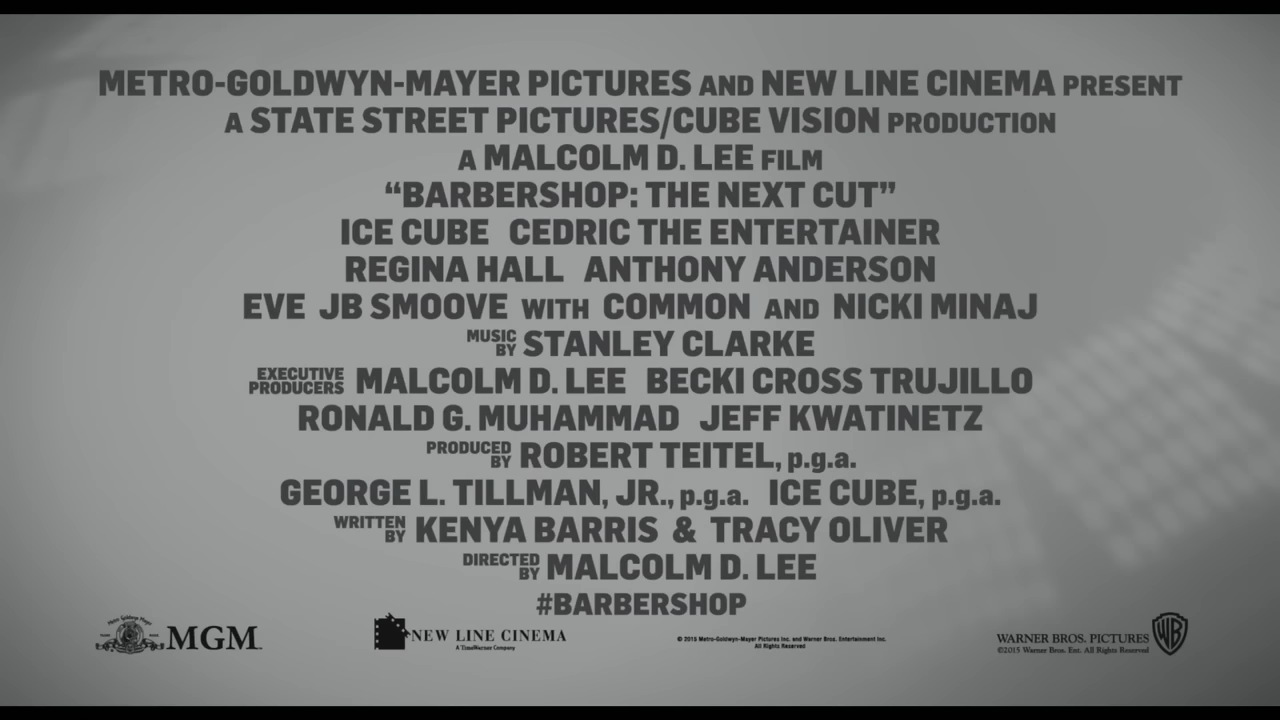 METRO-GOLDWYN-MAYER PICTURES AND NEW LINE CINEMA PRESENT
A STATE STREET PICTURES/CUBE VISION PRODUCTION
A MALCOLM D. LEE FILM
“BARBERSHOP: THE NEXT CUT”
ICE CUBE CEDRIC THE ENTERTAINER
REGINA HALL ANTHONY ANDERSON
EVE JB SMOOVE WITH COMMON AND NICKI MINAJ
MUSIC BY STANLEY CLARKE
EXECUTIVE PRODUCERS MALCOLM D. LEE BECKI CROSS TRUJILLO
RONALD G. MUHAMMAD JEFF KWATINETZ
PRODUCED BY ROBERT TEITEL, p.g.a.
GEORGE L. TILLMAN, JR., p.g.a. ICE CUBE, p.g.a.
WRITTEN BY KENYA BARRIS & TRACY OLIVER
DIRECTED BY MALCOLM D. LEE
#BARBERSHOP
MGM
NEW LINE CINEMA
A TimeWarner Company
© 2015 Metro-Goldwyn-Mayer Pictures Inc. and Warner Bros. Entertainment Inc.
All Rights Reserved
WARNER BROS. PICTURES
©2015 Warner Bros. Ent. All Rights Reserved
WB